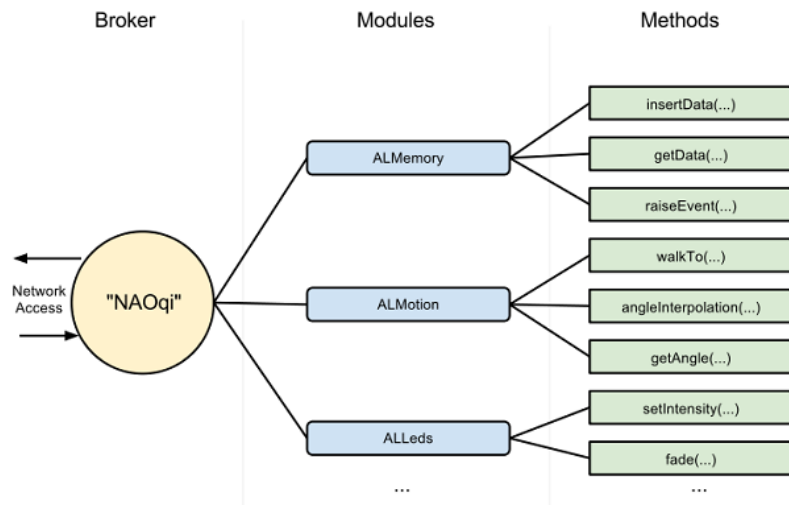 Broker
Modules
Methods
insertData(...)
ALMemory
getData(...)
raiseEvent(...)
walkTo(...)
Network
Access
"NAOqi"
ALMotion
angleInterpolation(...)
getAngle(...)
setIntensity(...)
ALLeds
fade(...)
...
...